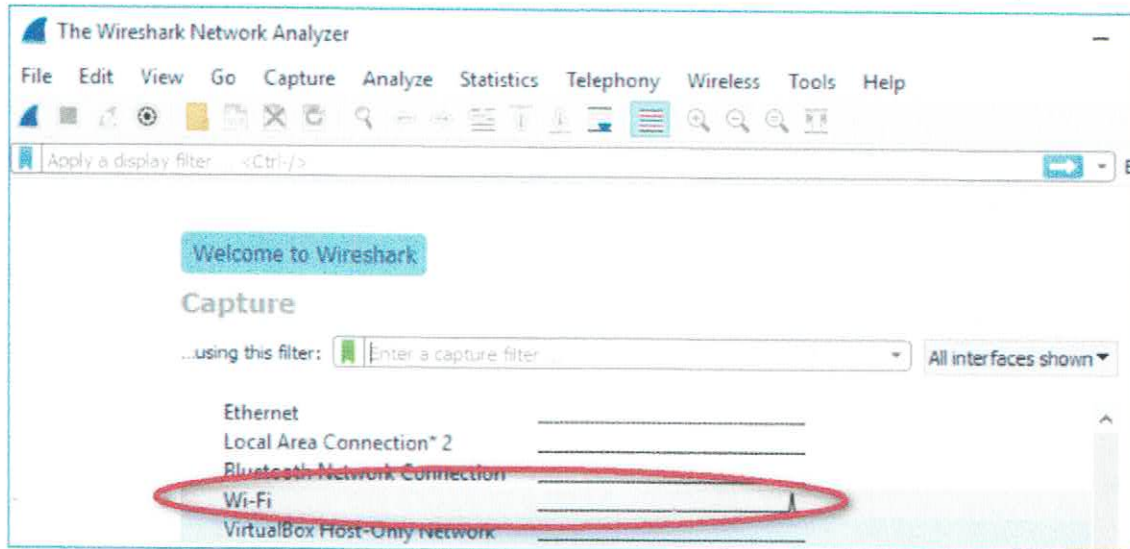 The Wireshark Network Analyzer
File Edit View Go Capture Analyze Statistics Telephony Wireless Tools Help
Apply a display filter ... <Ctrl-/>
Welcome to Wireshark
Capture
...using this filter: Enter a capture filter ... All interfaces shown
Ethernet
Local Area Connection* 2
Bluetooth Network Connection
Wi-Fi
VirtualBox Host-Only Network